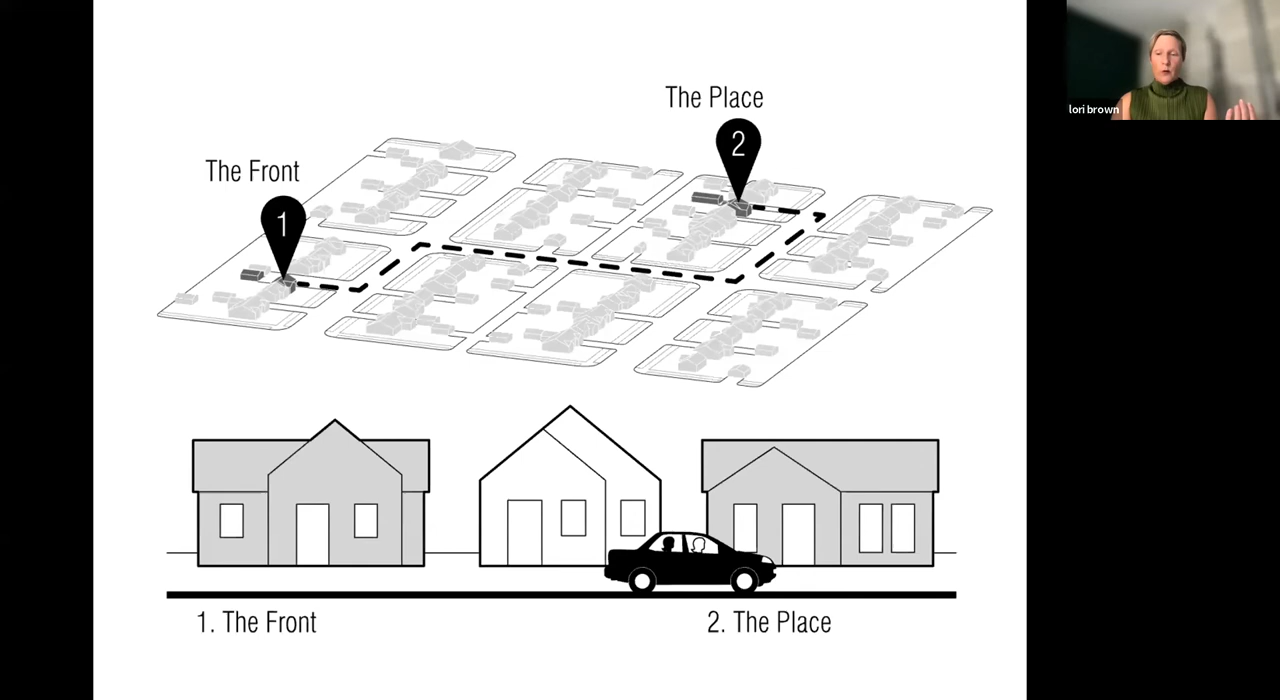 The Place
2
The Front
1
1. The Front
2. The Place
lori brown